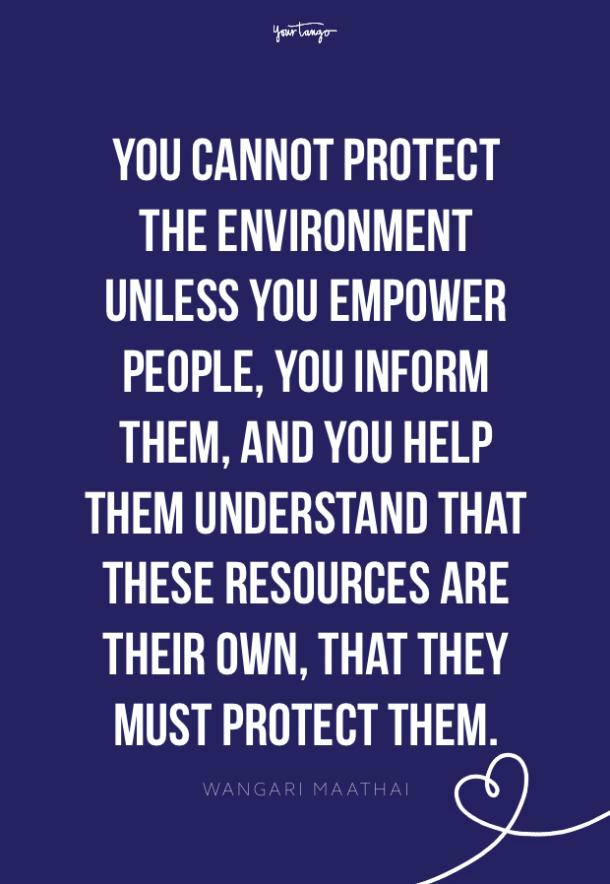 yourtango
YOU CANNOT PROTECT
THE ENVIRONMENT
UNLESS YOU EMPOWER
PEOPLE, YOU INFORM
THEM, AND YOU HELP
THEM UNDERSTAND THAT
THESE RESOURCES ARE
THEIR OWN, THAT THEY
MUST PROTECT THEM.
WANGARI MAATHAI